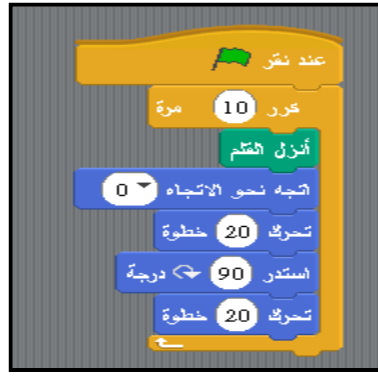 عند نقر
كرر 10 مرة
أنزل القلم
اتجه نحو الاتجاه 0
تحرك 20 خطوة
استدر 90 درجة
تحرك 20 خطوة